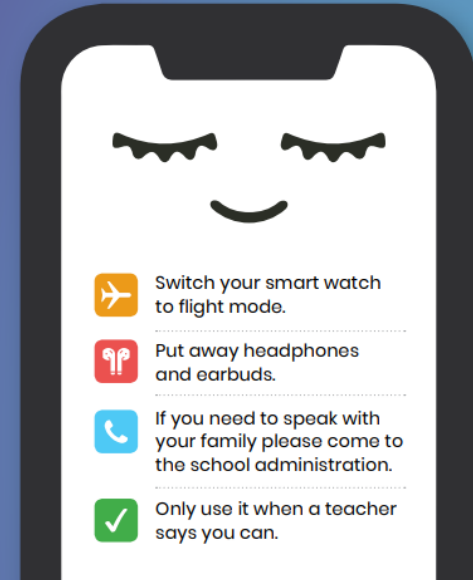 Switch your smart watch
to flight mode.
Put away headphones
and earbuds.
If you need to speak with
your family please come to
the school administration.
Only use it when a teacher
says you can.